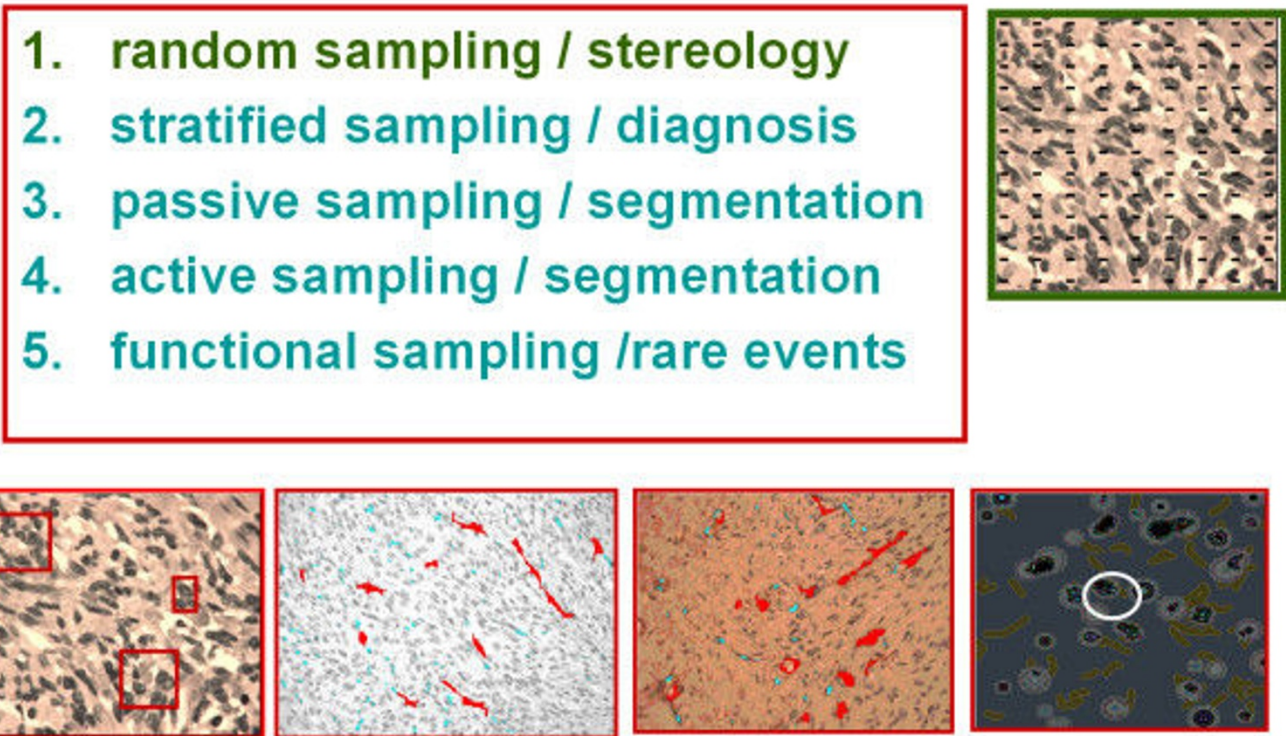 1. random sampling / stereology
2. stratified sampling / diagnosis
3. passive sampling / segmentation
4. active sampling / segmentation
5. functional sampling /rare events